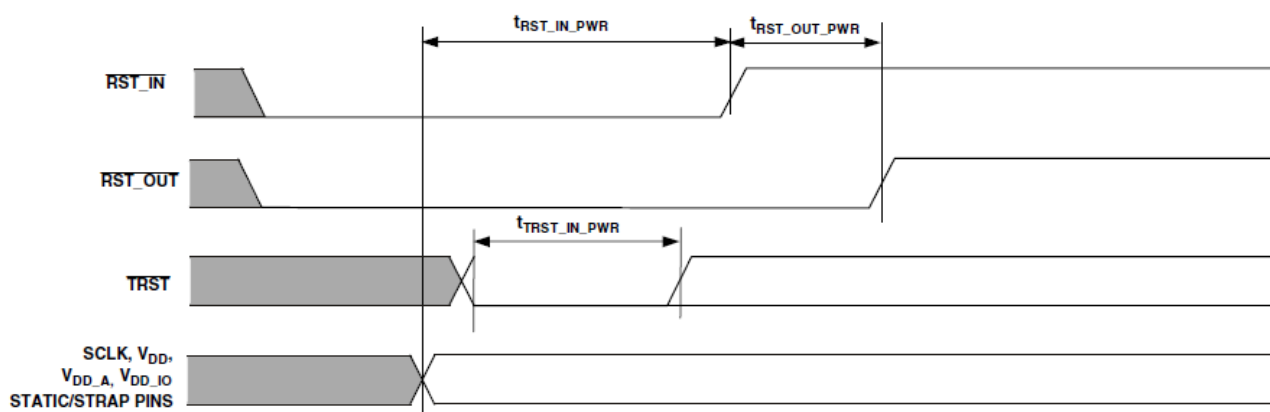 tRST_IN_PWR
tRST_OUT_PWR
RST_IN
RST_OUT
tTRST_IN_PWR
TRST
SCLK, VDD,
VDD_A, VDD_IO
STATIC/STRAP PINS